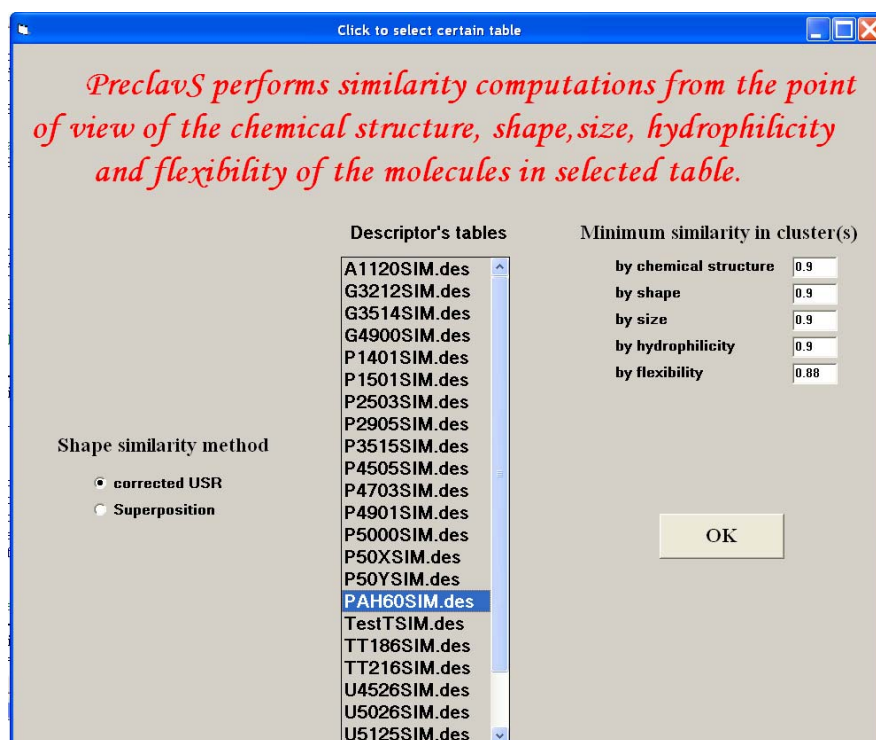 Click to select certain table
PreclavS performs similarity computations from the point
of view of the chemical structure, shape,size, hydrophilicity
and flexibility of the molecules in selected table.
Descriptor's tables
A1120SIM.des
G3212SIM.des
G3514SIM.des
G4900SIM.des
P1401SIM.des
P1501SIM.des
P2503SIM.des
P2905SIM.des
P3515SIM.des
P4505SIM.des
P4703SIM.des
P4901SIM.des
P5000SIM.des
P50XSIM.des
P50YSIM.des
PAH60SIM.des
TestTSIM.des
TT186SIM.des
TT216SIM.des
U4526SIM.des
U5026SIM.des
U5125SIM.des
Minimum similarity in cluster(s)
by chemical structure 0.9
by shape 0.9
by size 0.9
by hydrophilicity 0.9
by flexibility 0.88
Shape similarity method
corrected USR
Superposition
OK